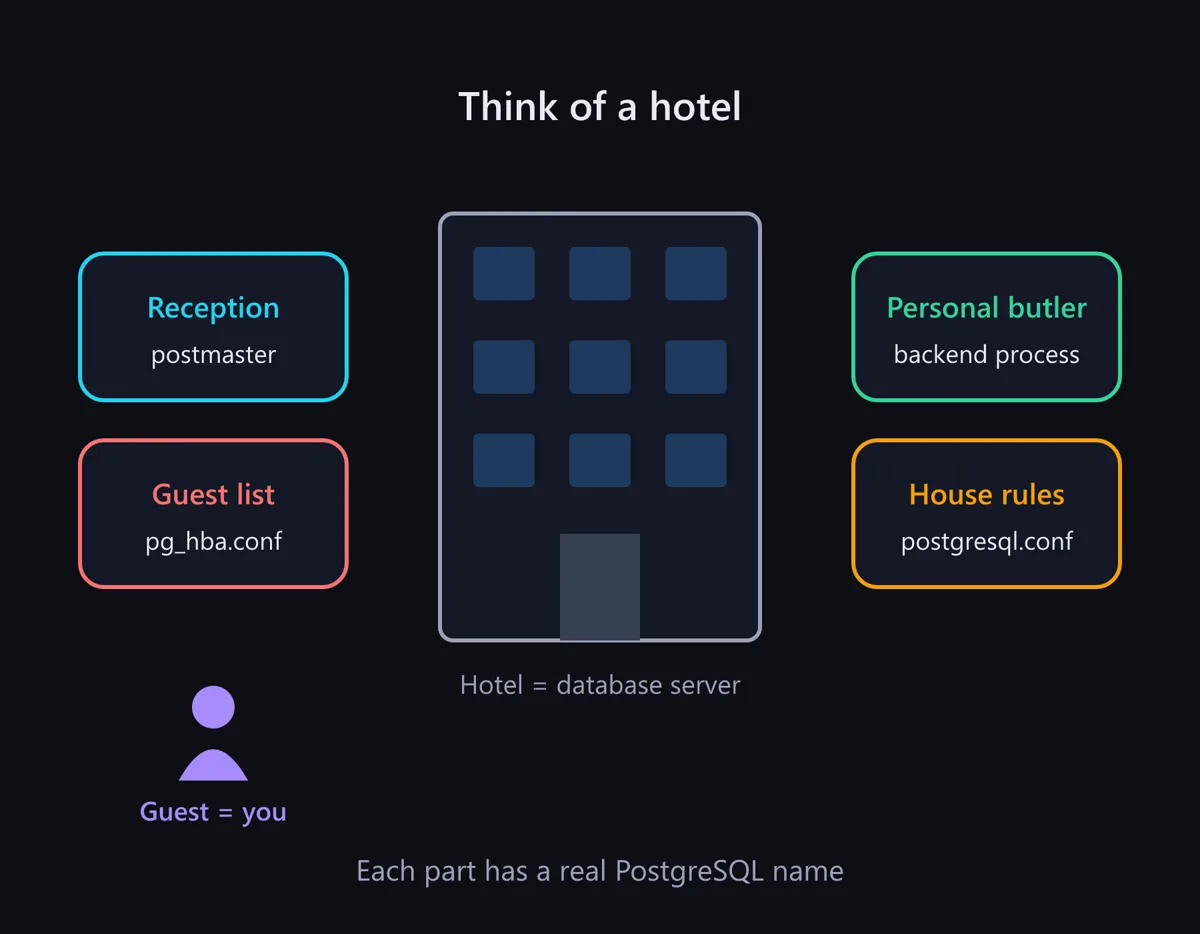 Think of a hotel
Reception
postmaster
Guest list
pg_hba.conf
Personal butler
backend process
House rules
postgresql.conf
Hotel = database server
Guest = you
Each part has a real PostgreSQL name